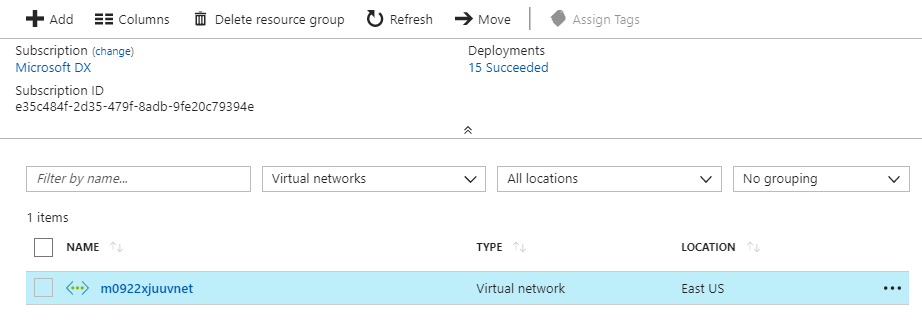 Add Columns Delete resource group Refresh Move Assign Tags
Subscription (change) Deployments
Microsoft DX 15 Succeeded
Subscription ID
e35c484f-2d35-479f-8adb-9fe20c79394e
Filter by name... Virtual networks All locations No grouping
1 items
NAME TYPE LOCATION
m0922xjuuvnet Virtual network East US